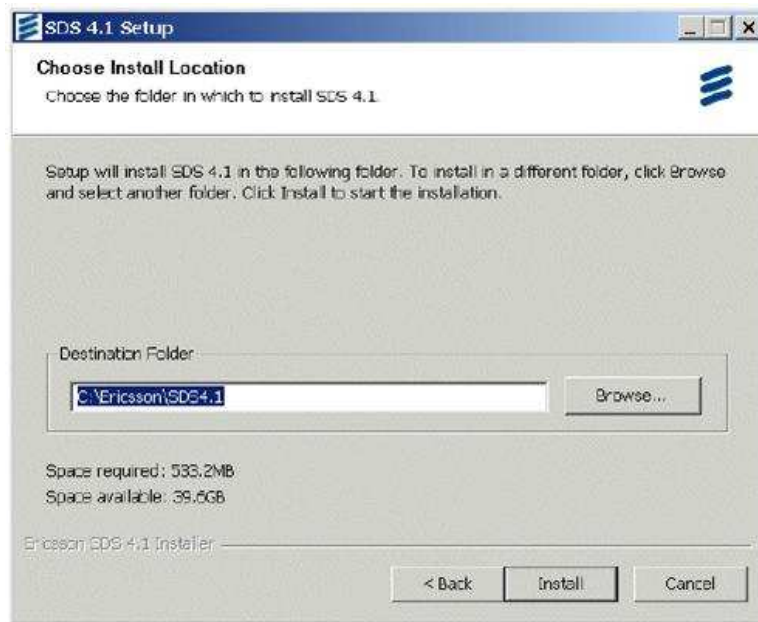 SDS 4.1 Setup
Choose Install Location
Choose the folder in which to install SDS 4.1.
Setup will install SDS 4.1 in the following folder. To install in a different folder, click Browse
and select another folder. Click Install to start the installation.
Destination Folder
C:\Ericsson\SDS4.1
Browse...
Space required: 533.2MB
Space available: 39.6GB
Ericsson SDS 4.1 Installer
< Back
Install
Cancel